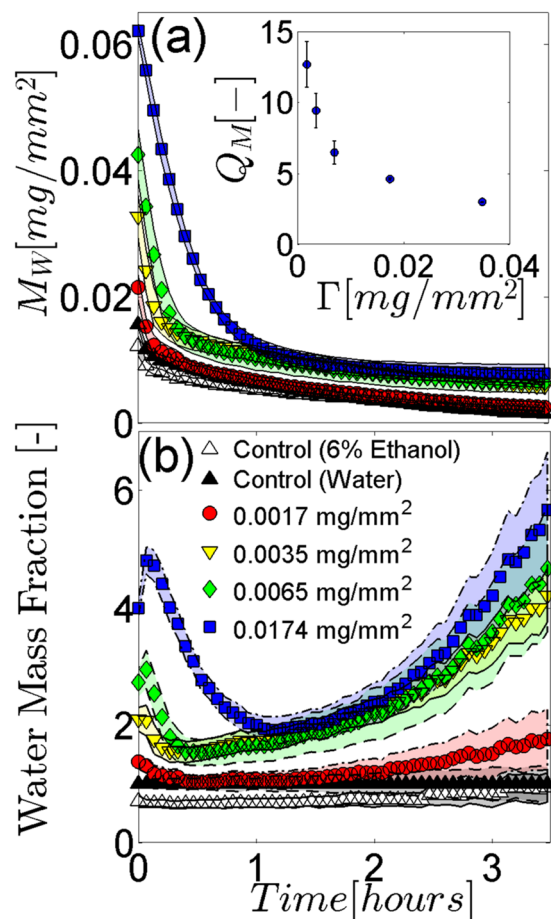 (a)
M_W[mg/mm²]
0.06
0.04
0.02
0
Q_M[−]
15
10
5
0
0 0.02 0.04
Γ[mg/mm²]
(b)
Water Mass Fraction [-]
6
4
2
0
Control (6% Ethanol)
Control (Water)
0.0017 mg/mm²
0.0035 mg/mm²
0.0065 mg/mm²
0.0174 mg/mm²
0 1 2 3
Time[hours]